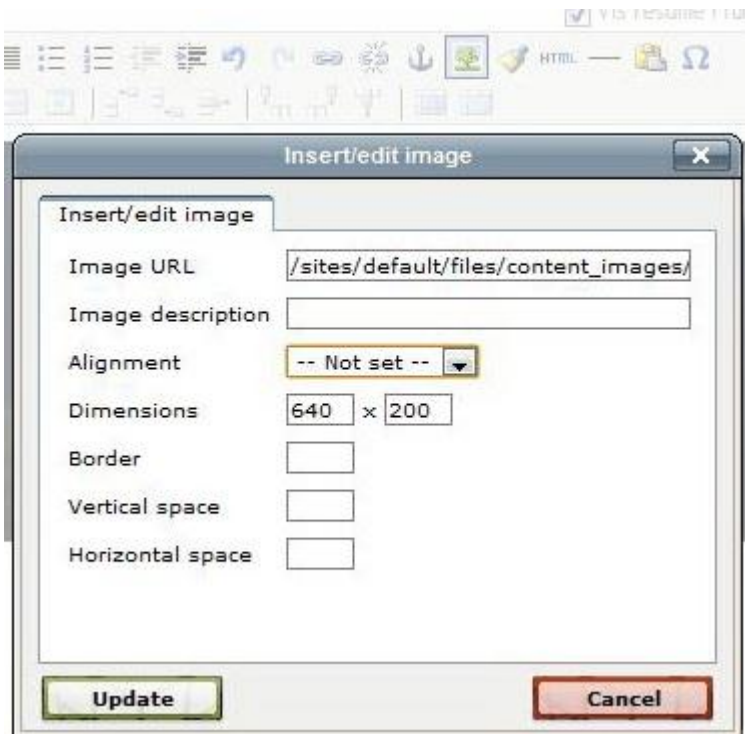 HTML
Insert/edit image
Insert/edit image
Image URL /sites/default/files/content_images/
Image description
Alignment -- Not set --
Dimensions 640 x 200
Border
Vertical space
Horizontal space
Update Cancel